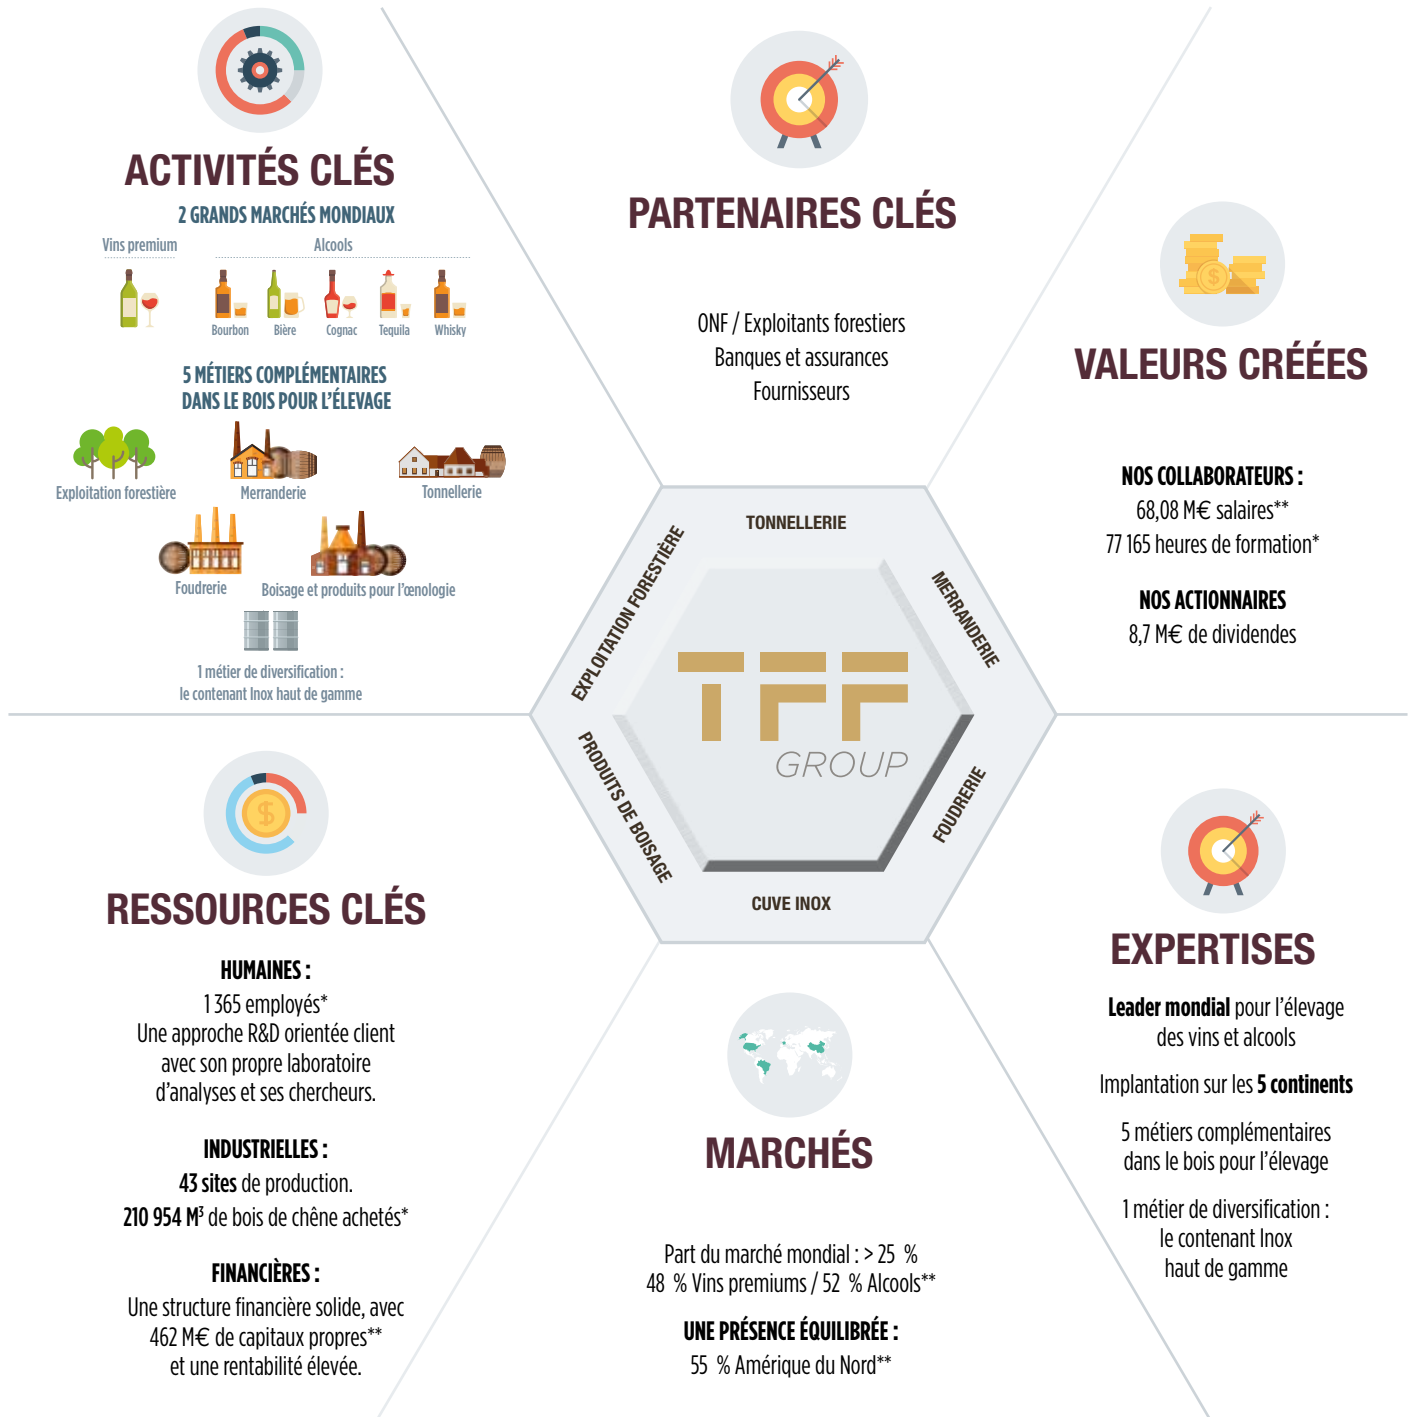 ACTIVITÉS CLÉS
2 GRANDS MARCHÉS MONDIAUX
Vins premium
Alcools
Bourbon
Bière
Cognac
Tequila
Whisky
5 MÉTIERS COMPLÉMENTAIRES
DANS LE BOIS POUR L'ÉLEVAGE
Exploitation forestière
Merranderie
Tonnellerie
Foudrerie
Boisage et produits pour l'œnologie
1 métier de diversification :
le contenant Inox haut de gamme
PARTENAIRES CLÉS
ONF / Exploitants forestiers
Banques et assurances
Fournisseurs
VALEURS CRÉÉES
NOS COLLABORATEURS :
68,08 M€ salaires**
77 165 heures de formation*
NOS ACTIONNAIRES
8,7 M€ de dividendes
TONNELLERIE
EXPLOITATION FORESTIÈRE
MERRANDERIE
TFF
GROUP
PRODUITS DE BOISAGE
FOUDRERIE
CUVE INOX
RESSOURCES CLÉS
HUMAINES :
1 365 employés*
Une approche R&D orientée client
avec son propre laboratoire
d'analyses et ses chercheurs.
INDUSTRIELLES :
43 sites de production.
210 954 M³ de bois de chêne achetés*
FINANCIÈRES :
Une structure financière solide, avec
462 M€ de capitaux propres**
et une rentabilité élevée.
MARCHÉS
Part du marché mondial : > 25 %
48 % Vins premiums / 52 % Alcools**
UNE PRÉSENCE ÉQUILIBRÉE :
55 % Amérique du Nord**
EXPERTISES
Leader mondial pour l'élevage
des vins et alcools
Implantation sur les 5 continents
5 métiers complémentaires
dans le bois pour l'élevage
1 métier de diversification :
le contenant Inox
haut de gamme